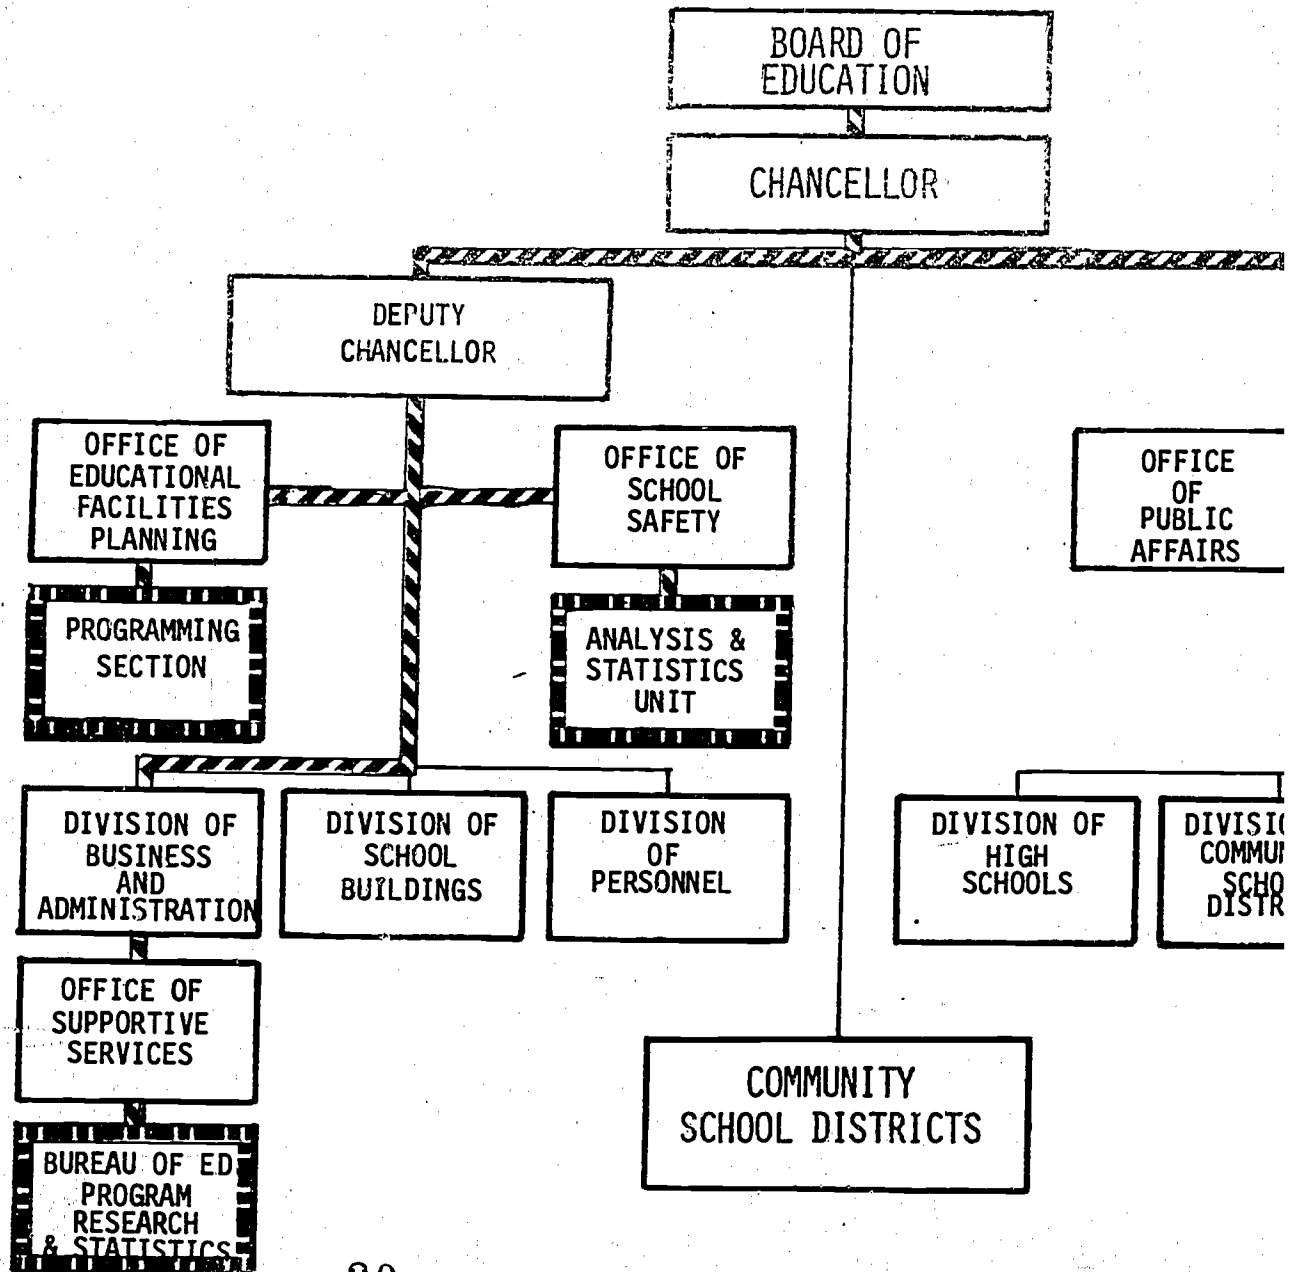 BOARD OF
EDUCATION
CHANCELLOR
DEPUTY
CHANCELLOR
OFFICE OF
EDUCATIONAL
FACILITIES
PLANNING
OFFICE OF
SCHOOL
SAFETY
OFFICE
OF
PUBLIC
AFFAIRS
PROGRAMMING
SECTION
ANALYSIS &
STATISTICS
UNIT
DIVISION OF
BUSINESS
AND
ADMINISTRATION
DIVISION OF
SCHOOL
BUILDINGS
DIVISION
OF
PERSONNEL
DIVISION OF
HIGH
SCHOOLS
OFFICE OF
SUPPORTIVE
SERVICES
COMMUNITY
SCHOOL DISTRICTS
BUREAU OF ED
PROGRAM
RESEARCH
& STATISTICS